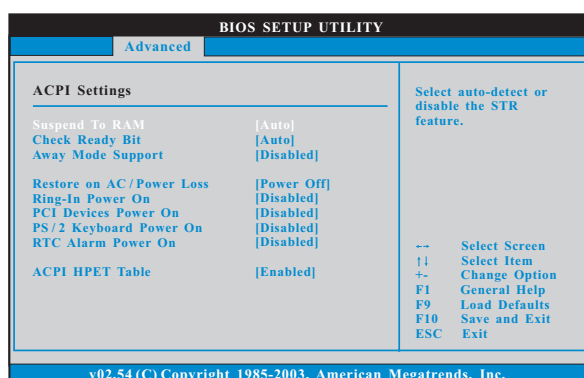 BIOS SETUP UTILITY
Advanced
ACPI Settings
Suspend To RAM [Auto]
Check Ready Bit [Auto]
Away Mode Support [Disabled]
Restore on AC / Power Loss [Power Off]
Ring-In Power On [Disabled]
PCI Devices Power On [Disabled]
PS / 2 Keyboard Power On [Disabled]
RTC Alarm Power On [Disabled]
ACPI HPET Table [Enabled]
Select auto-detect or
disable the STR
feature.
←→ Select Screen
↑↓ Select Item
+- Change Option
F1 General Help
F9 Load Defaults
F10 Save and Exit
ESC Exit
v02.54 (C) Copyright 1985-2003, American Megatrends, Inc.